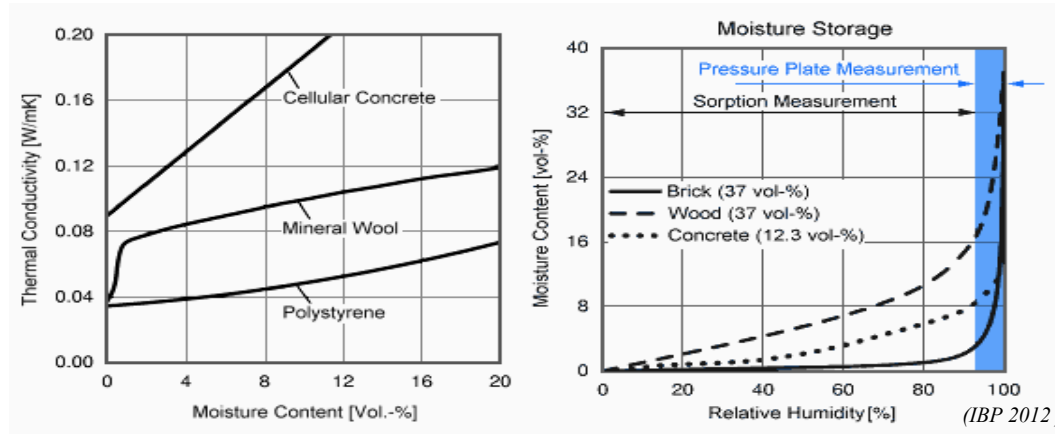 0.20
0.16
0.12
0.08
0.04
0.00
Thermal Conductivity [W/mK]
Cellular Concrete
Mineral Wool
Polystyrene
0 4 8 12 16 20
Moisture Content [Vol.-%]
Moisture Storage
40
32
24
16
8
0
Moisture Content [vol-%]
Pressure Plate Measurement
Sorption Measurement
Brick (37 vol-%)
Wood (37 vol-%)
Concrete (12.3 vol-%)
0 20 40 60 80 100
Relative Humidity [%]
(IBP 2012)